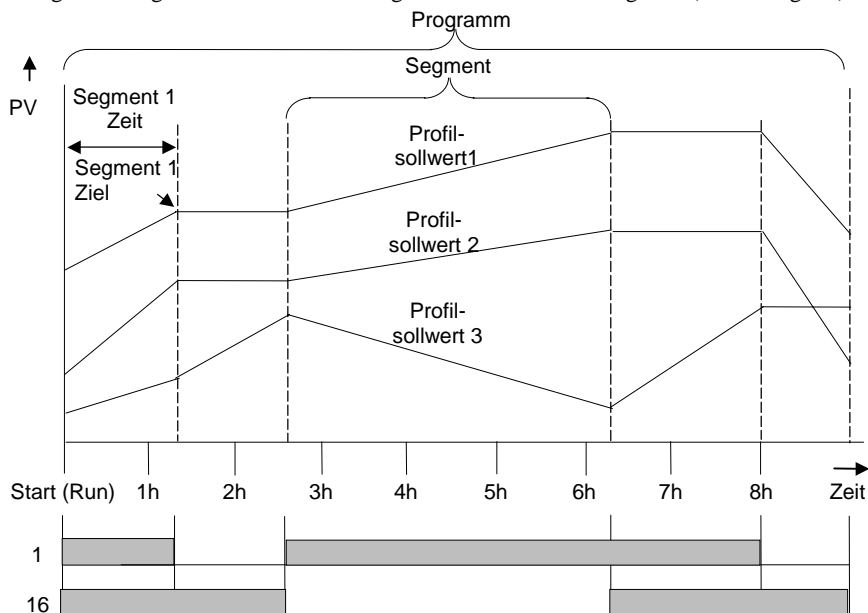 Programm
Segment
PV
Segment 1
Zeit
Segment 1
Ziel
Profil-
sollwert1
Profil-
sollwert 2
Profil-
sollwert 3
Start (Run) 1h 2h 3h 4h 5h 6h 7h 8h Zeit
1
16